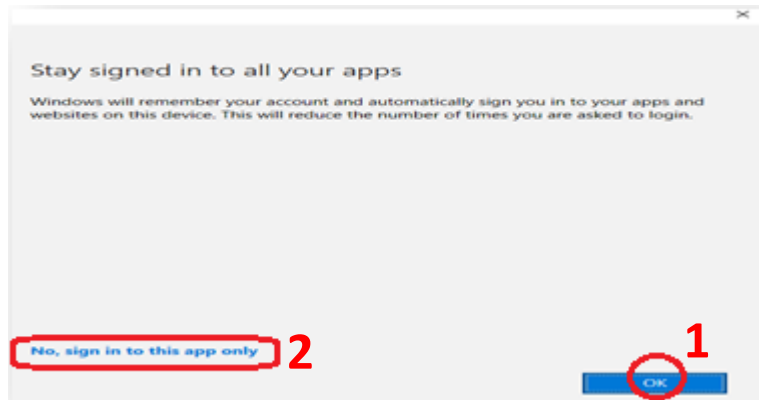 Stay signed in to all your apps
Windows will remember your account and automatically sign you in to your apps and
websites on this device. This will reduce the number of times you are asked to login.
No, sign in to this app only 2
1
OK